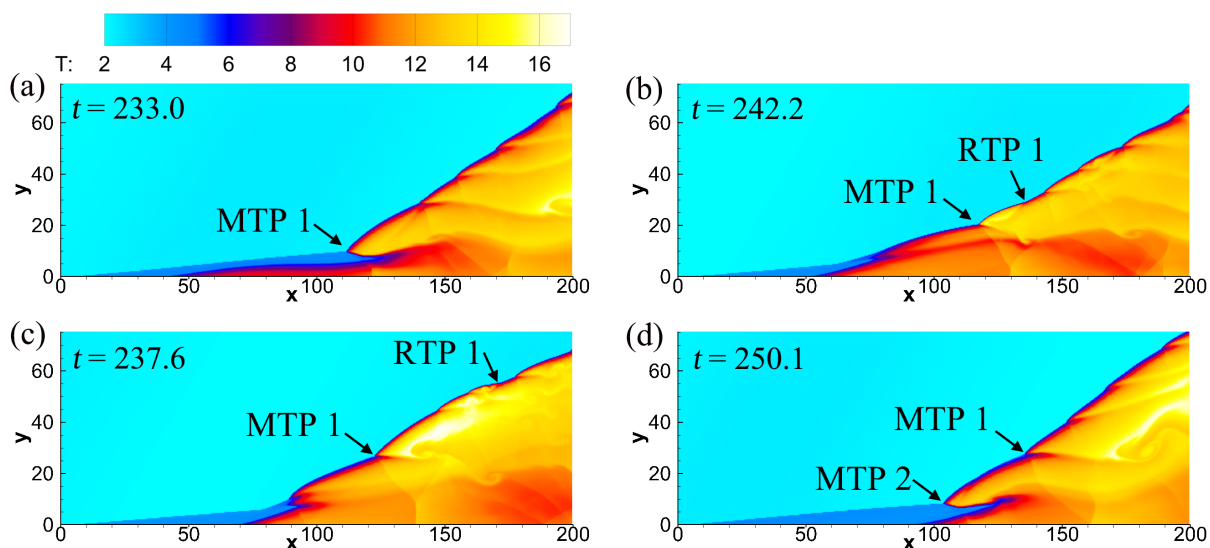 T: 2 4 6 8 10 12 14 16
(a)
t = 233.0
MTP 1
y
60
40
20
0
0 50 100 150 200
x
(b)
t = 242.2
RTP 1
MTP 1
y
60
40
20
0
0 50 100 150 200
x
(c)
t = 237.6
RTP 1
MTP 1
y
60
40
20
0
0 50 100 150 200
x
(d)
t = 250.1
MTP 1
MTP 2
y
60
40
20
0
0 50 100 150 200
x